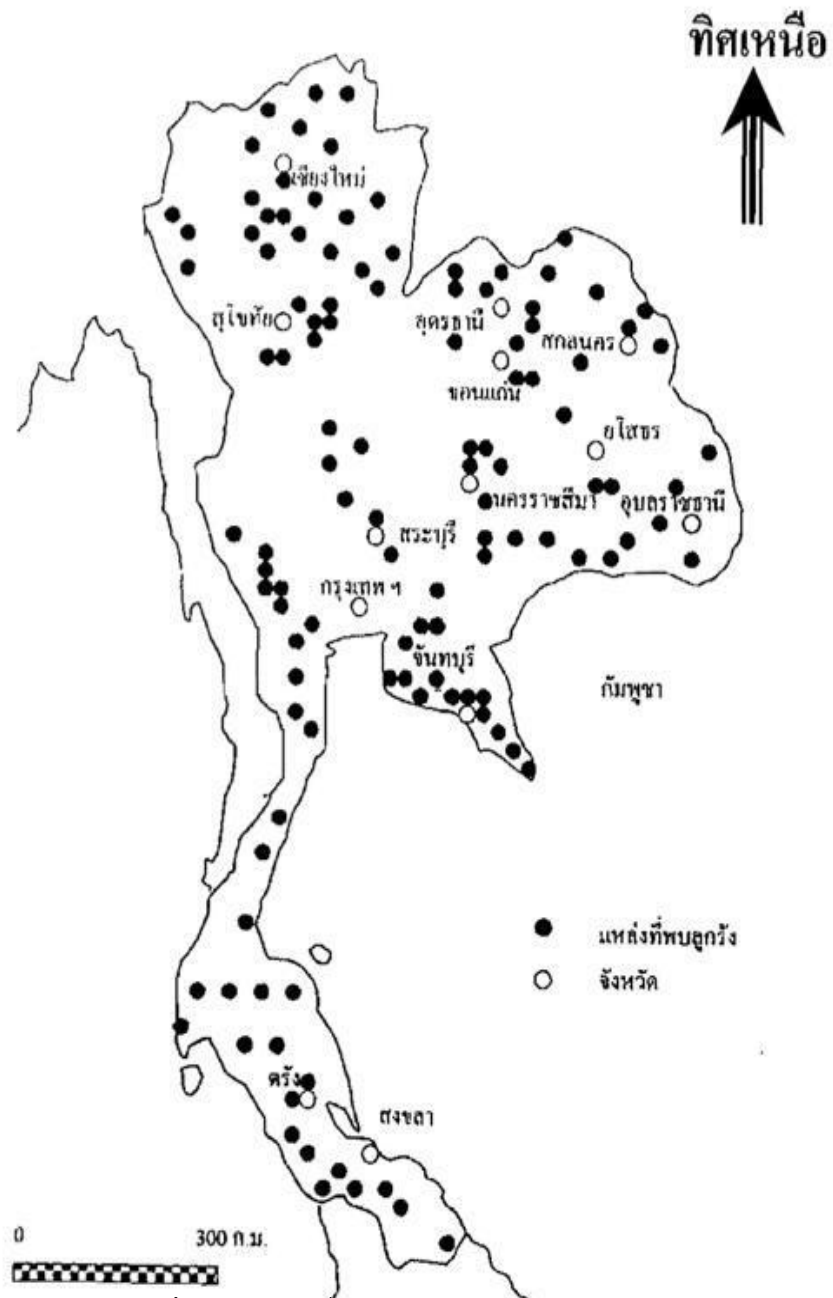 ทิศเหนือ
เชียงใหม่
สุโขทัย
อุดรธานี
สกลนคร
ขอนแก่น
ยโสธร
นครราชสีมา
อุบลราชธานี
สระบุรี
กรุงเทพ ฯ
จันทบุรี
กัมพูชา
แหล่งที่พบลูกรัง
จังหวัด
ตรัง
สงขลา
0 300 ก.ม.